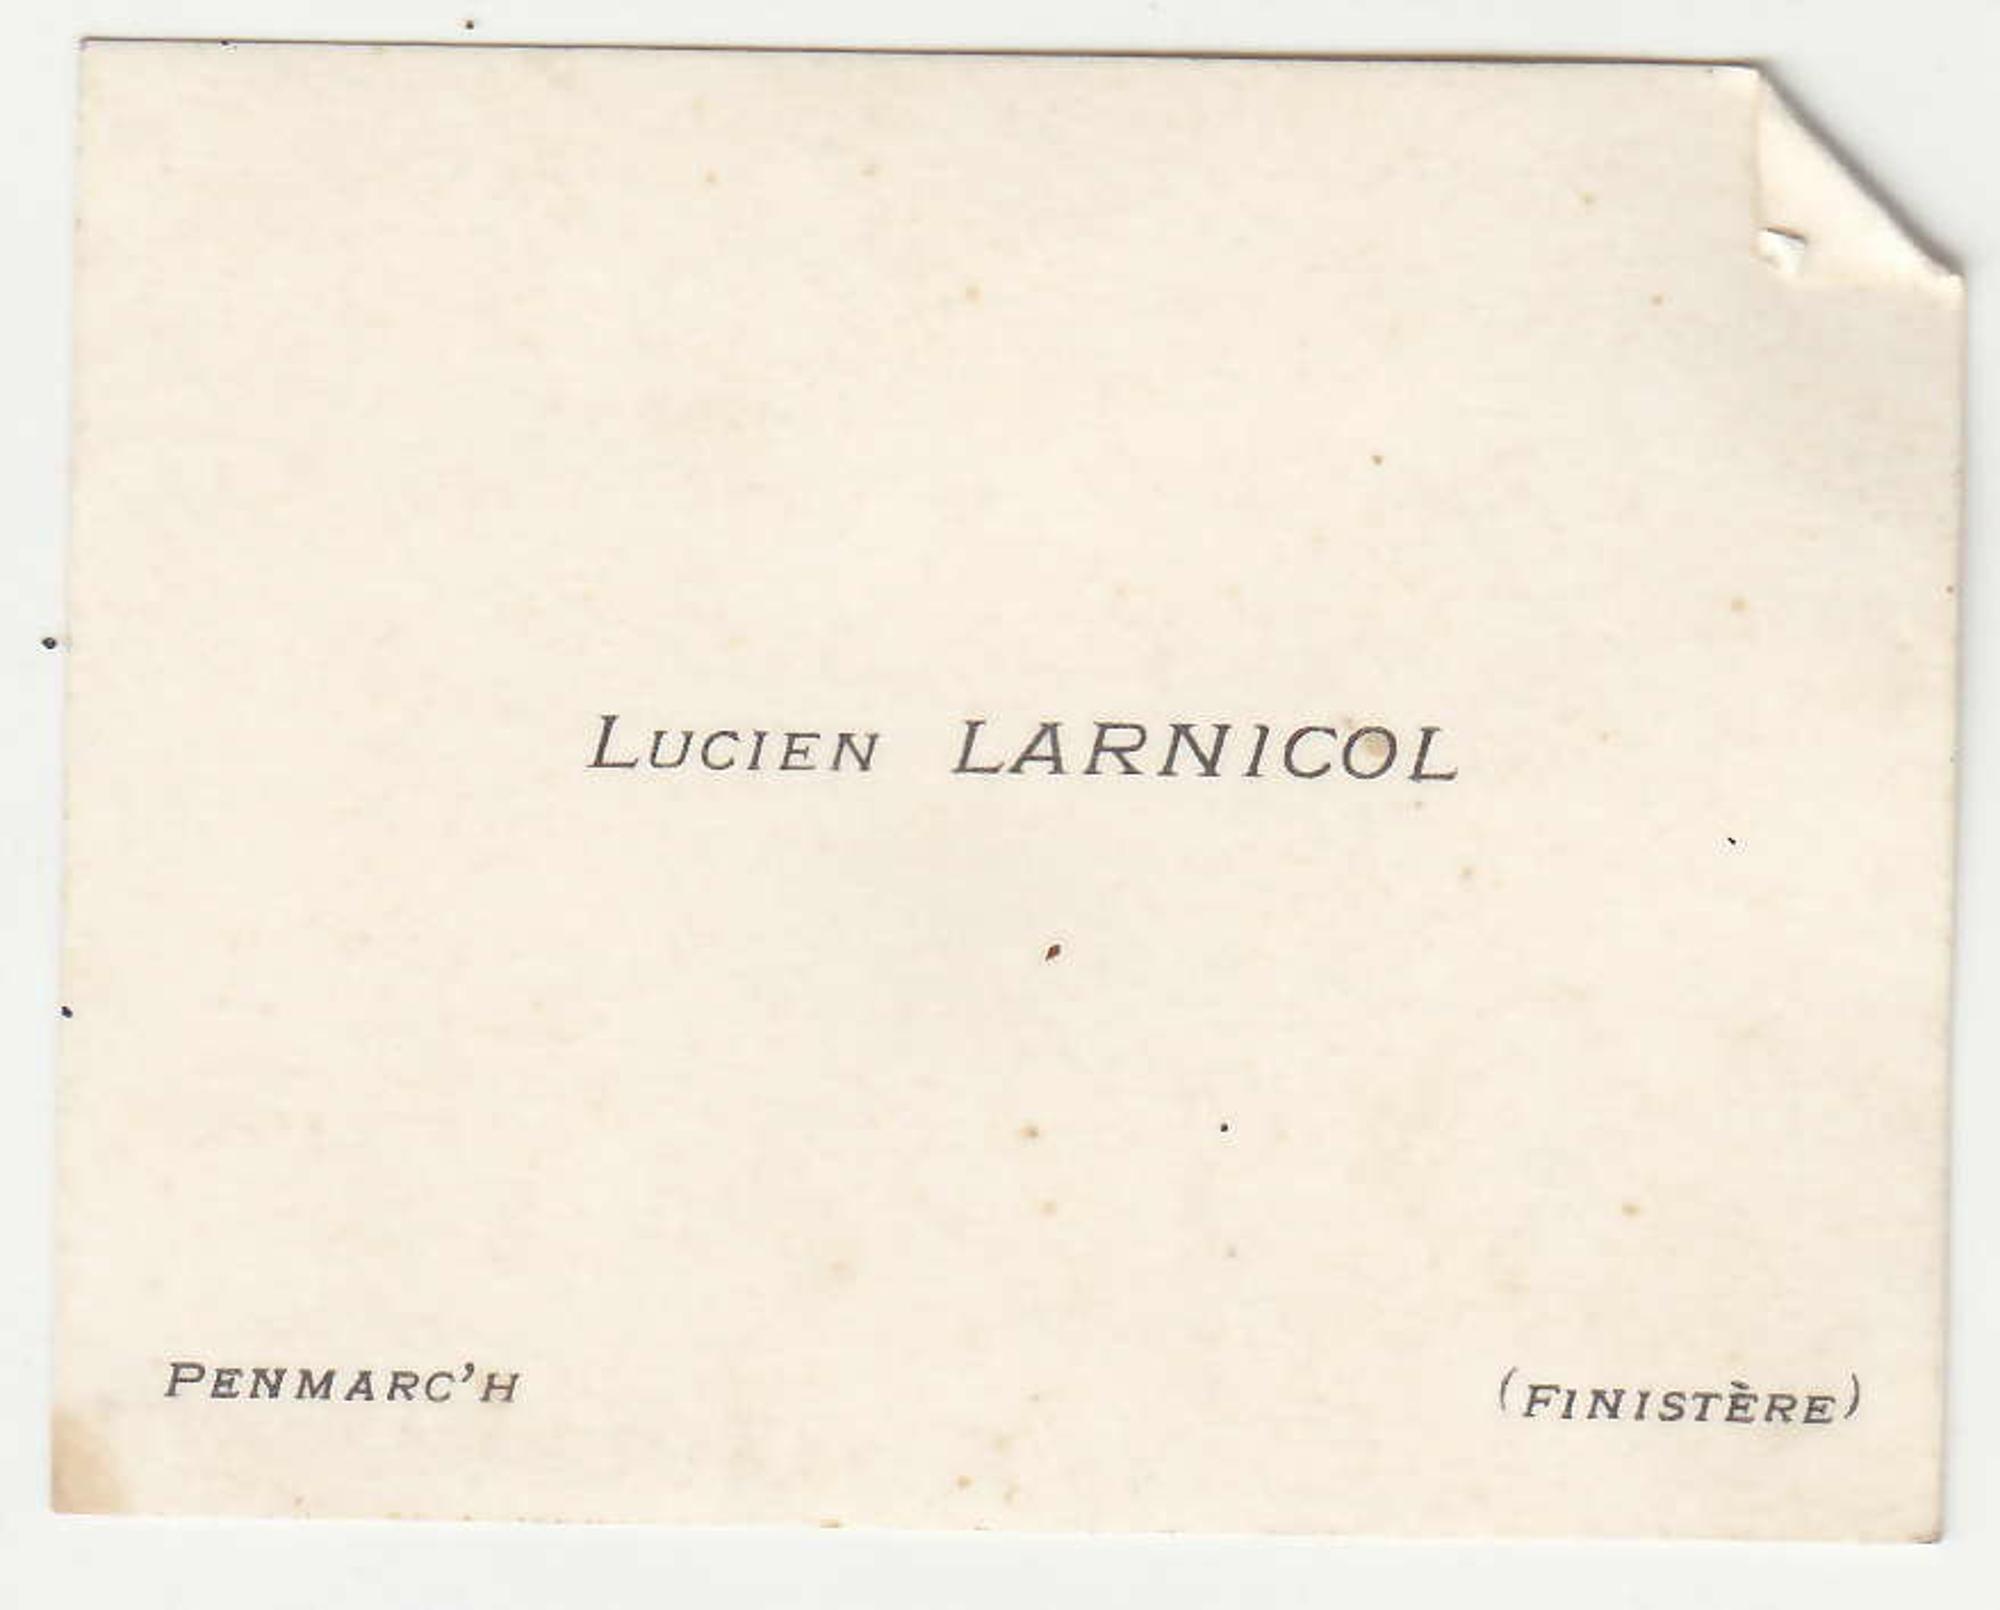 Lucien LARNICOL
PENMARC'H
(FINISTÈRE)